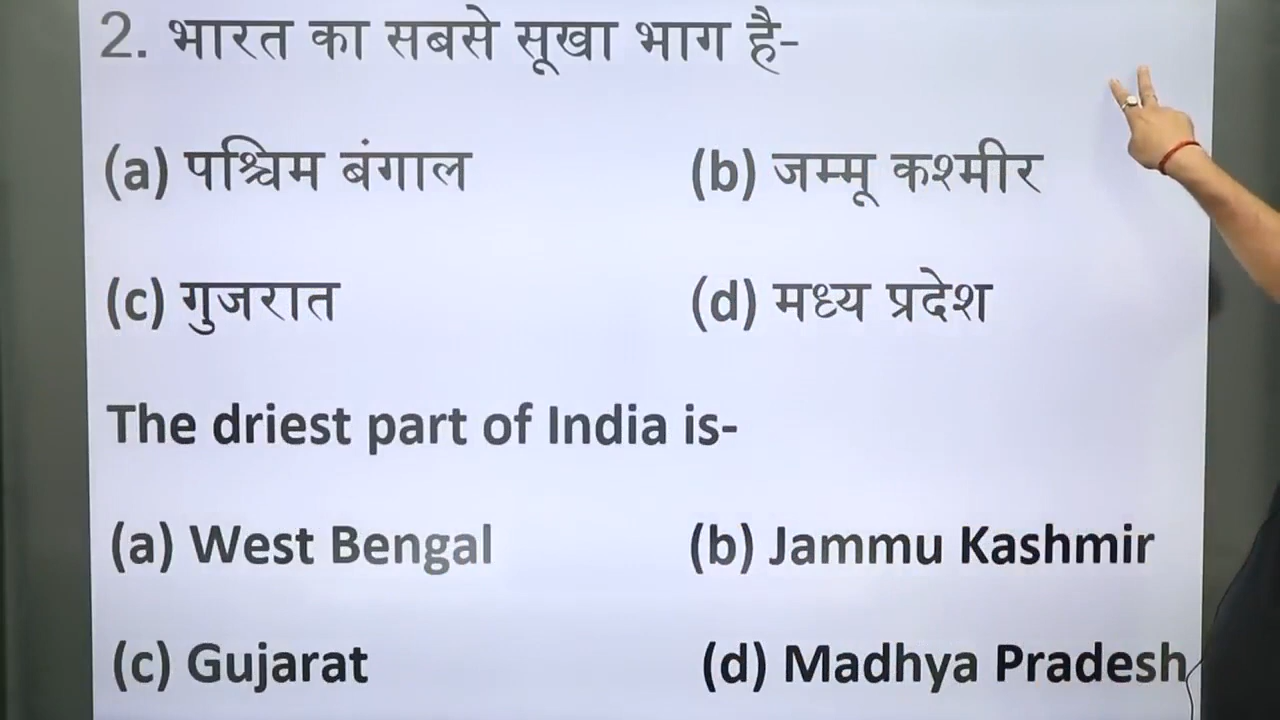 2. भारत का सबसे सूखा भाग है-
(a) पश्चिम बंगाल (b) जम्मू कश्मीर
(c) गुजरात (d) मध्य प्रदेश
The driest part of India is-
(a) West Bengal (b) Jammu Kashmir
(c) Gujarat (d) Madhya Pradesh